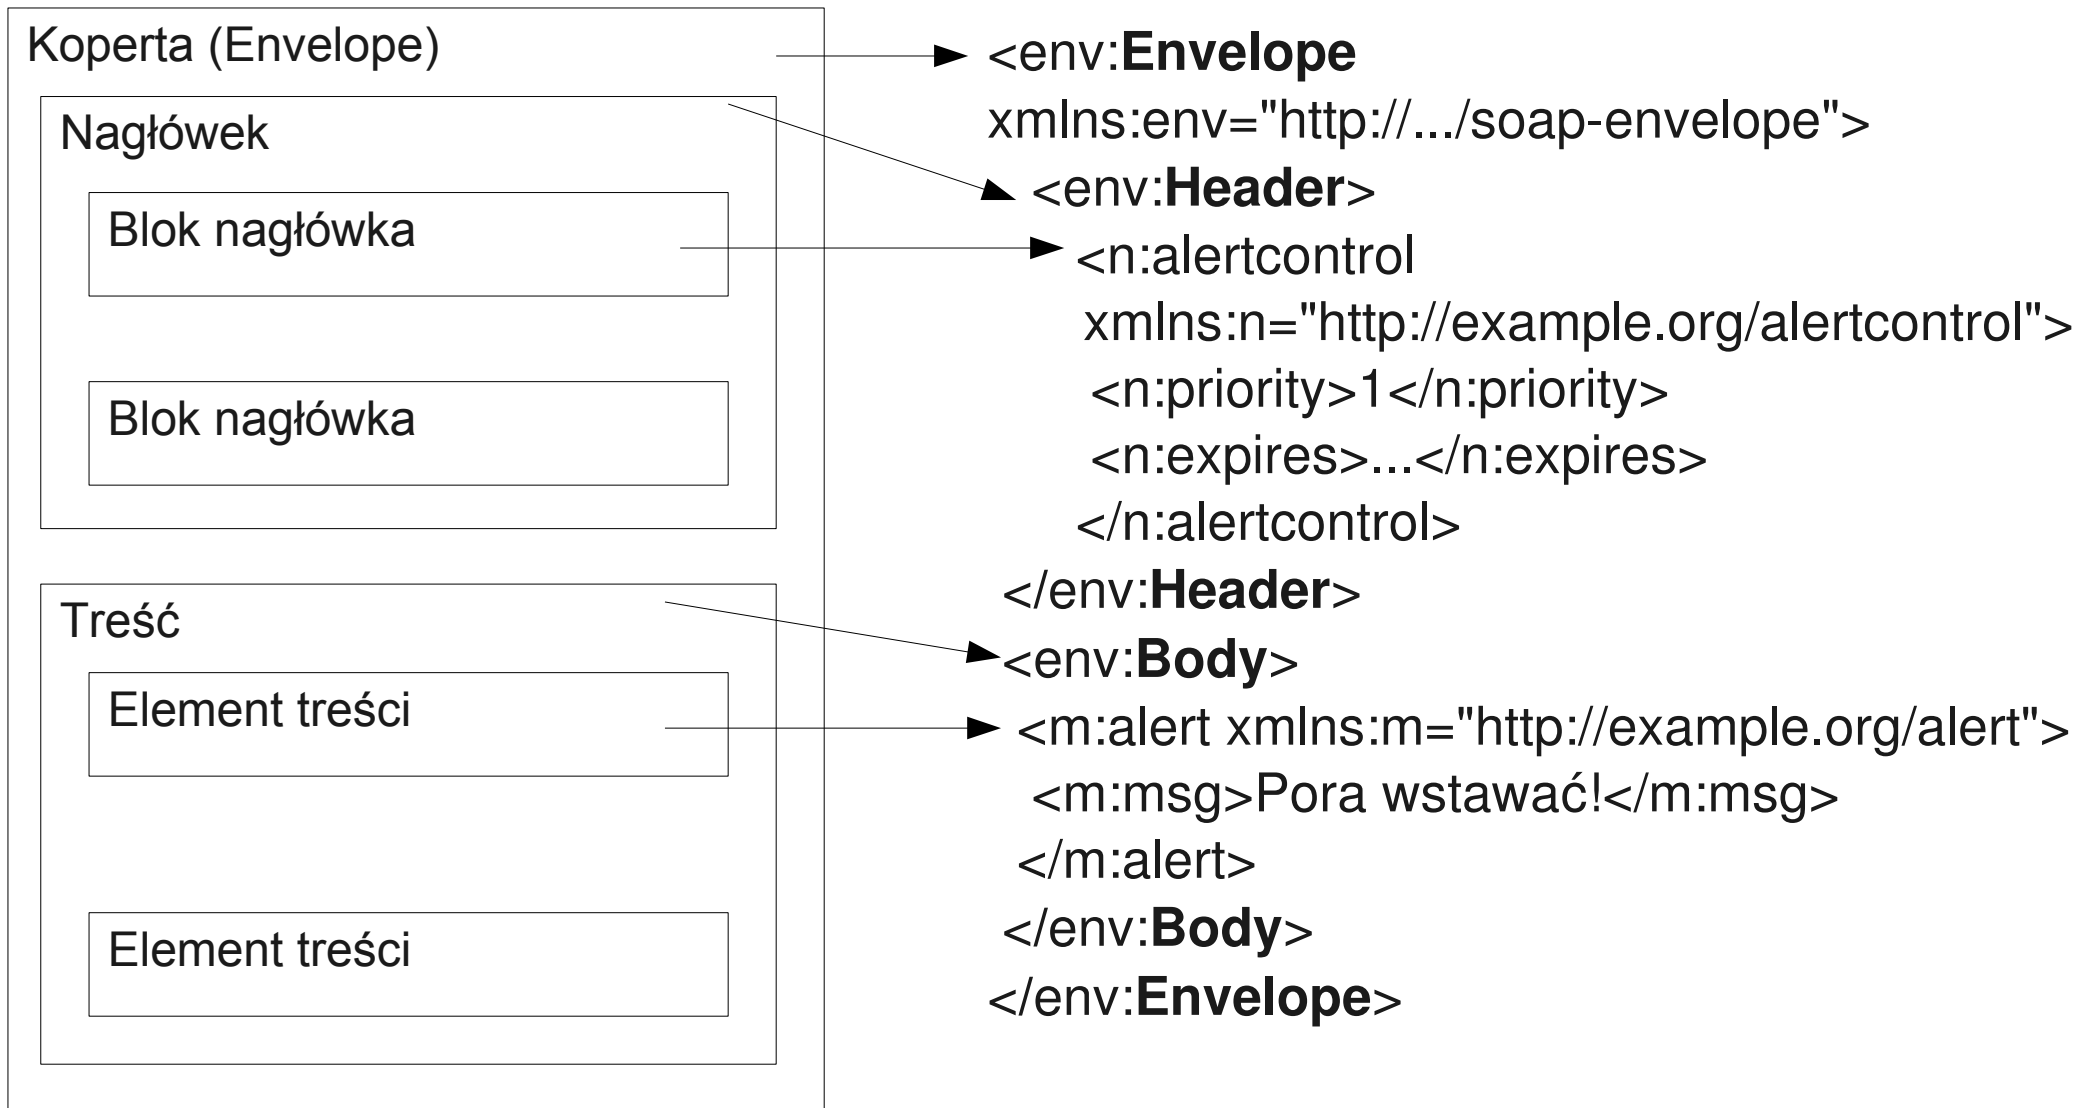 Koperta (Envelope)
Nagłówek
Blok nagłówka
Blok nagłówka
Treść
Element treści
Element treści
<env:Envelope
xmlns:env="http://.../soap-envelope">
<env:Header>
<n:alertcontrol
xmlns:n="http://example.org/alertcontrol">
<n:priority>1</n:priority>
<n:expires>...</n:expires>
</n:alertcontrol>
</env:Header>
<env:Body>
<m:alert xmlns:m="http://example.org/alert">
<m:msg>Pora wstawać!</m:msg>
</m:alert>
</env:Body>
</env:Envelope>